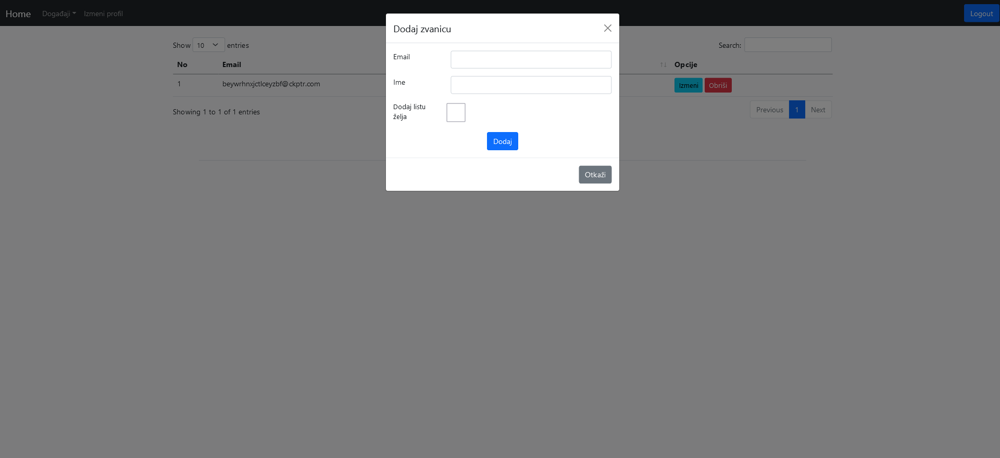 Home Događaji Izmeni profil Logout
Dodaj zvanicu
Show 10 entries Search:
Email
No Email Opcije
1 beywrhnxjctlceyzbf@ckptr.com Izmeni Obriši
Ime
Dodaj listu
želja
Showing 1 to 1 of 1 entries Previous 1 Next
Dodaj
Otkaži